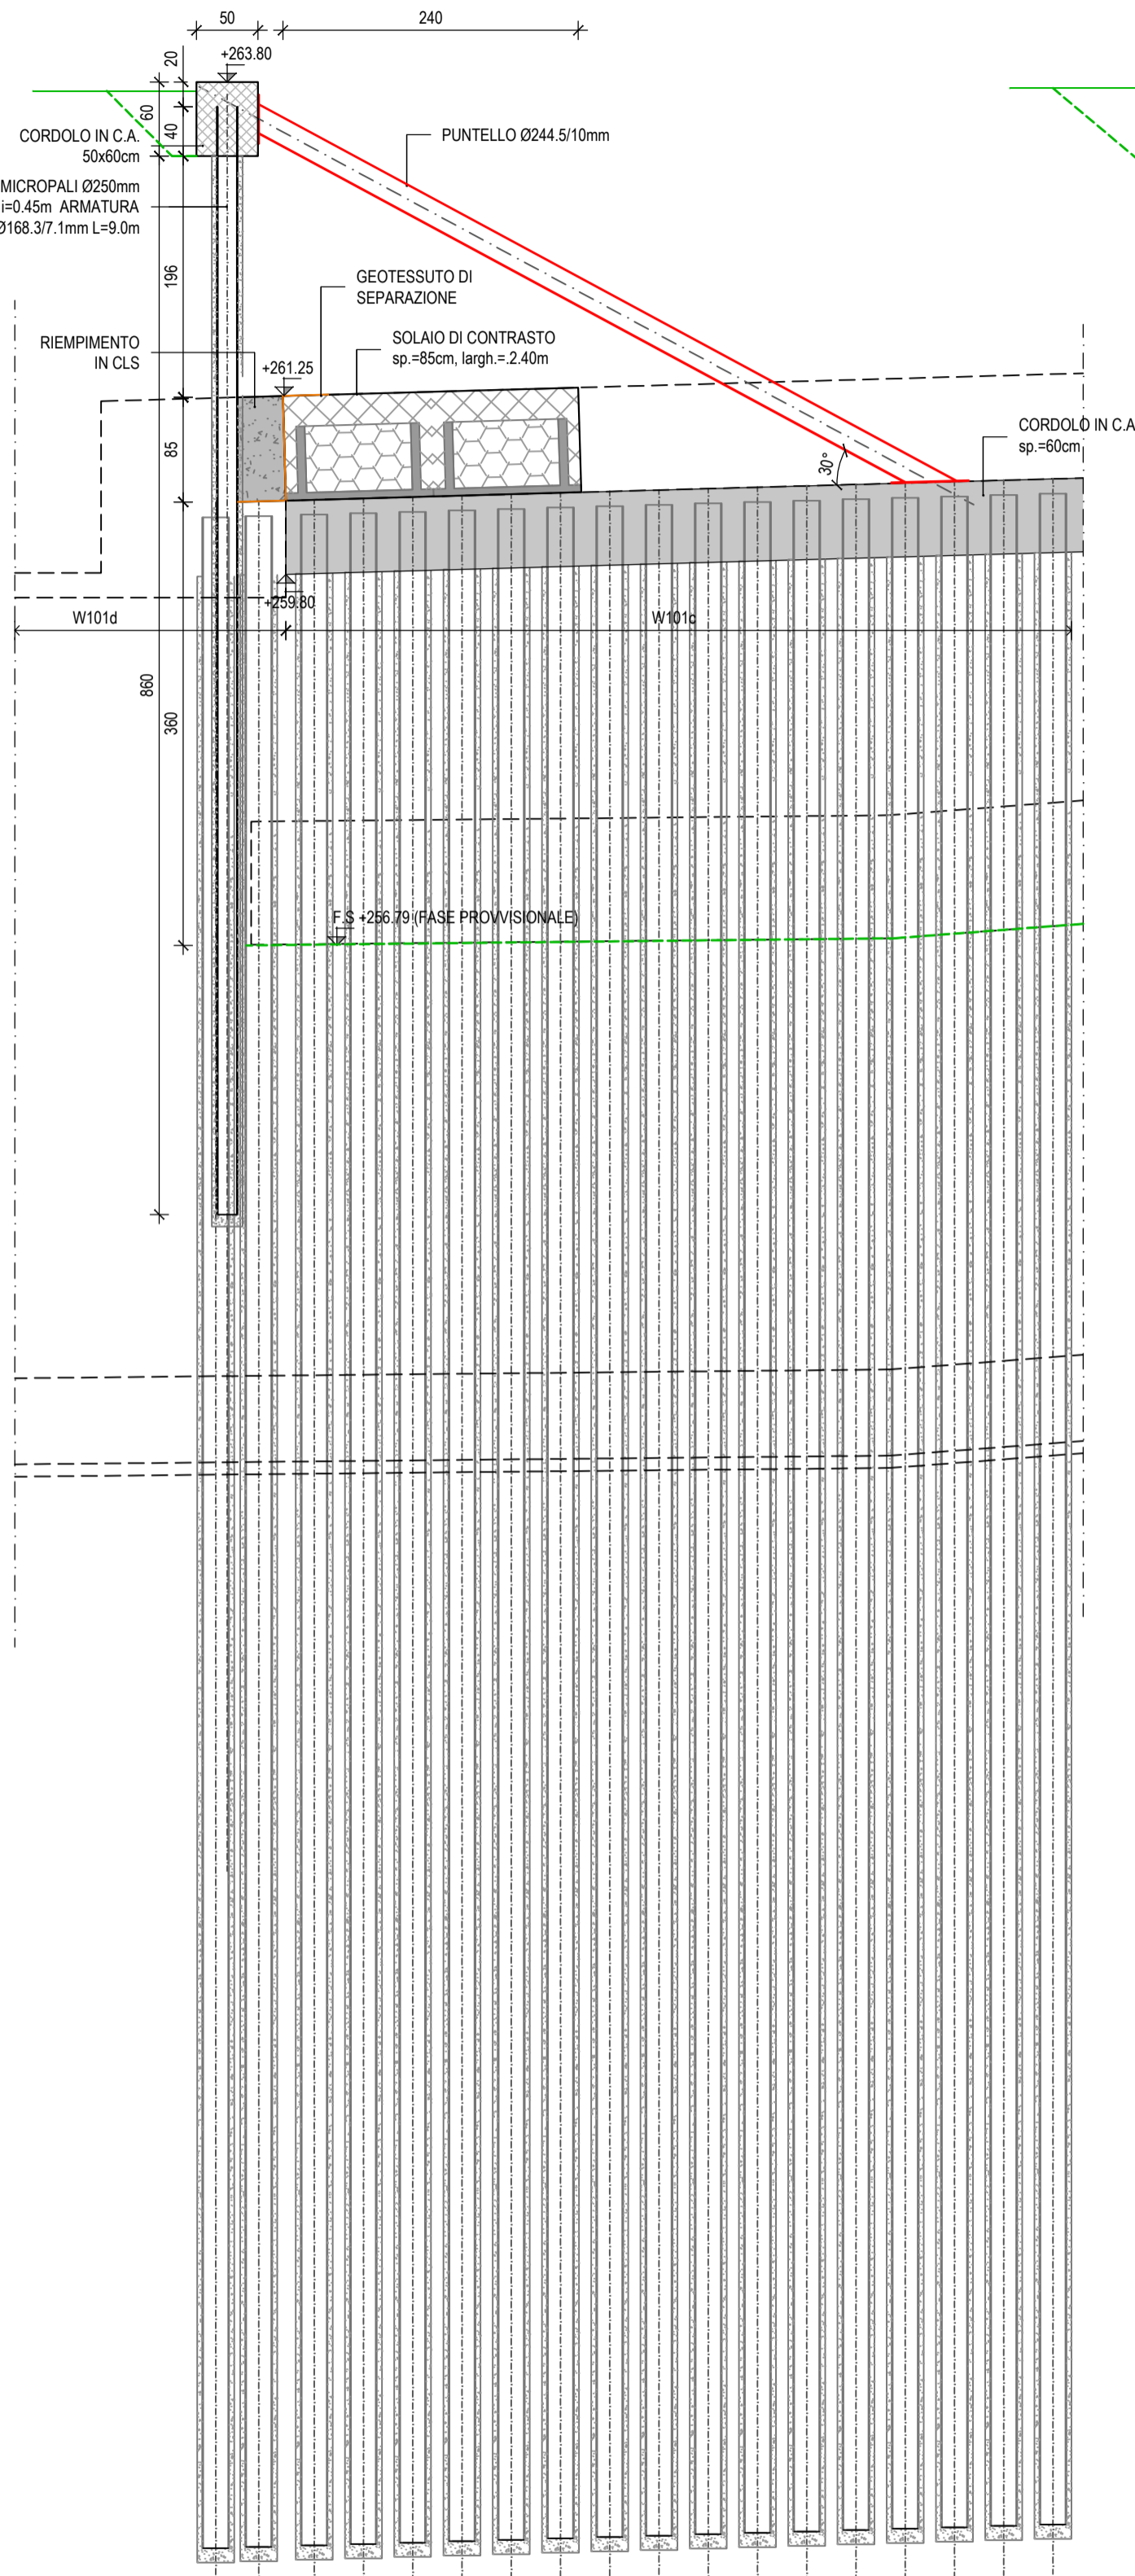 50
240
20
+263.80
60
40
CORDOLO IN C.A.
50x60cm
PUNTELLO Ø244.5/10mm
MICROPALI Ø250mm
i=0.45m ARMATURA
Ø168.3/7.1mm L=9.0m
196
GEOTESSUTO DI
SEPARAZIONE
SOLAIO DI CONTRASTO
sp.=85cm, largh.=.2.40m
RIEMPIMENTO
IN CLS
+261.25
85
30°
CORDOLO IN C.A
sp.=60cm
+259.80
W101d
W101c
860
360
F.S +256.79 (FASE PROVVISIONALE)